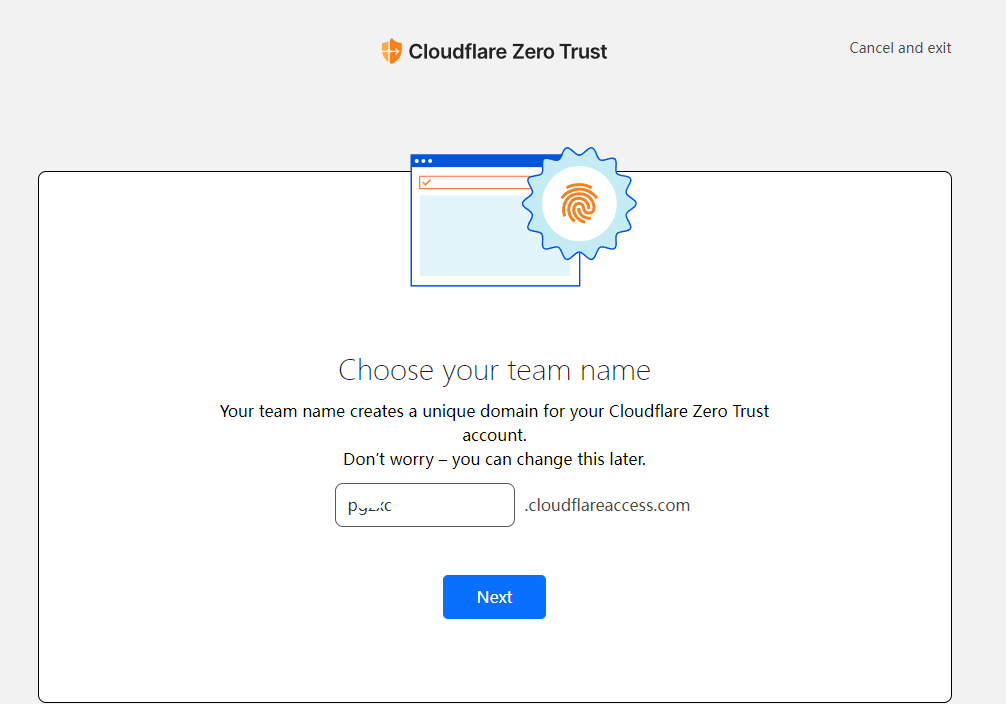 Cloudflare Zero Trust
Cancel and exit
Choose your team name
Your team name creates a unique domain for your Cloudflare Zero Trust
account.
Don't worry – you can change this later.
.cloudflareaccess.com
Next